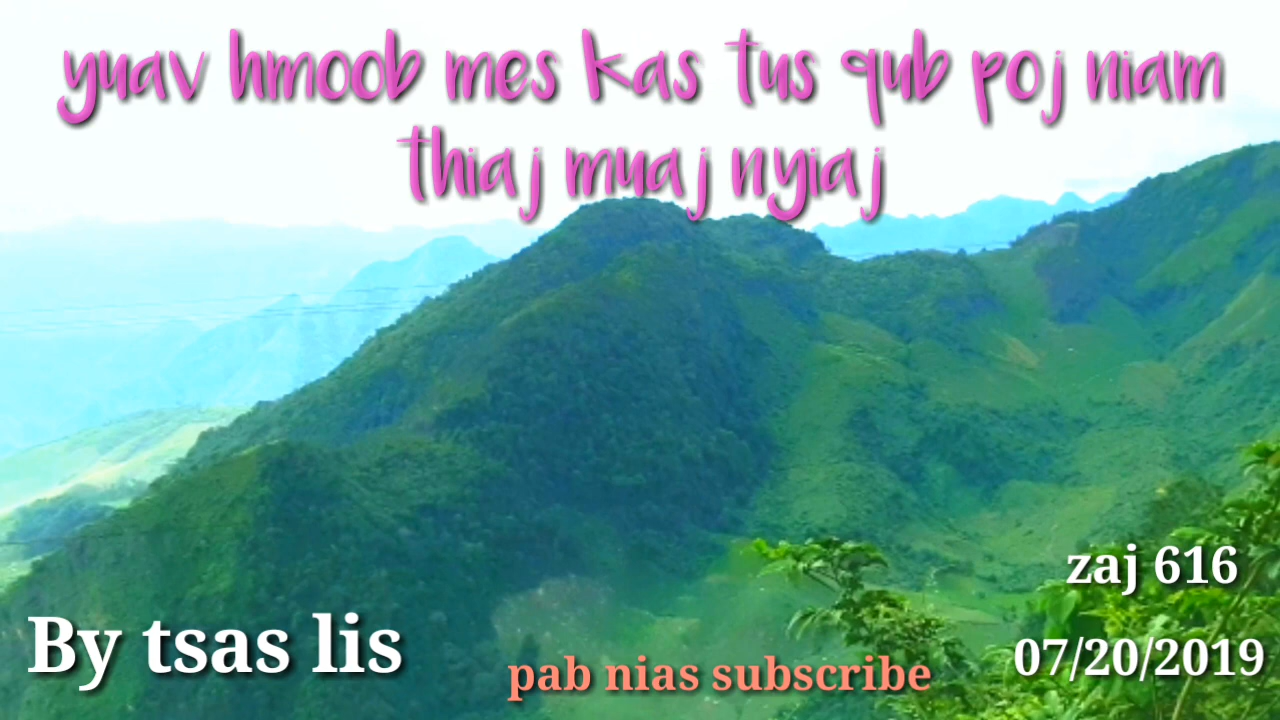 yuav hmoob mes kas tus qub poj niam
thiaj muaj nyiaj
zaj 616
By tsas lis
pab nias subscribe
07/20/2019